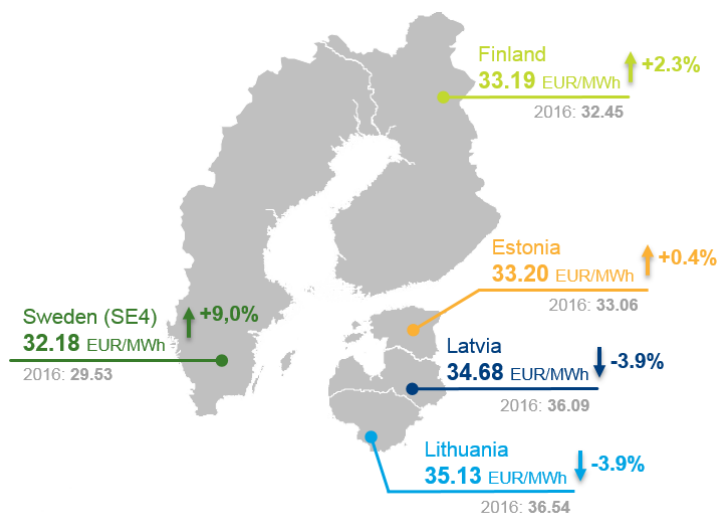 Finland
33.19 EUR/MWh
+2.3%
2016: 32.45
Estonia
33.20 EUR/MWh
+0.4%
2016: 33.06
Sweden (SE4)
32.18 EUR/MWh
+9,0%
2016: 29.53
Latvia
34.68 EUR/MWh
-3.9%
2016: 36.09
Lithuania
35.13 EUR/MWh
-3.9%
2016: 36.54